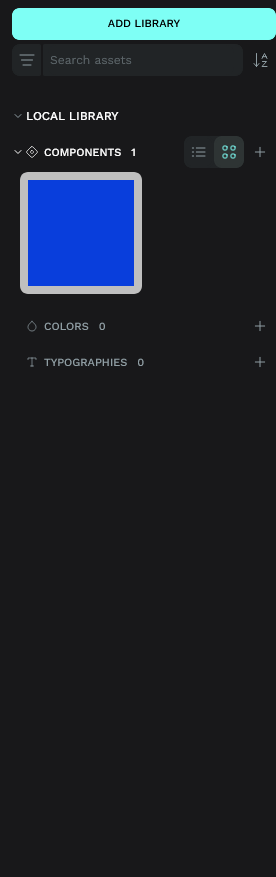 ADD LIBRARY
Search assets
LOCAL LIBRARY
COMPONENTS 1
COLORS 0
TYPOGRAPHIES 0